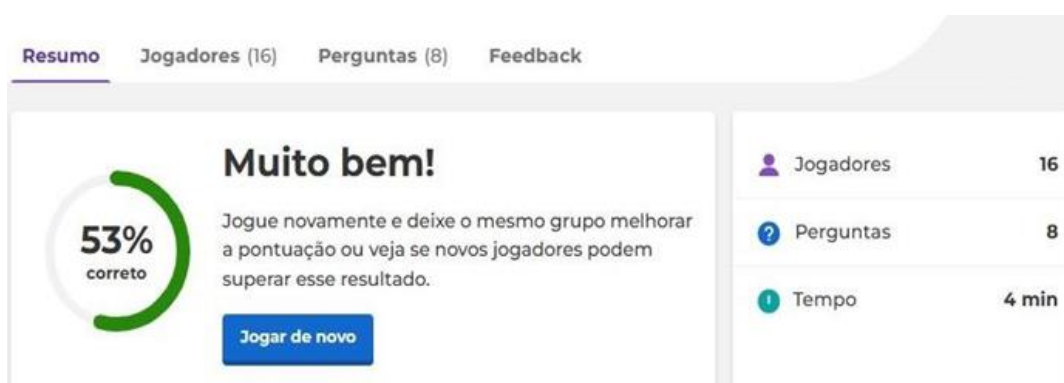 Resumo Jogadores (16) Perguntas (8) Feedback
Muito bem!
Jogue novamente e deixe o mesmo grupo melhorar
a pontuação ou veja se novos jogadores podem
superar esse resultado.
53%
correto
Jogar de novo
Jogadores 16
Perguntas 8
Tempo 4 min